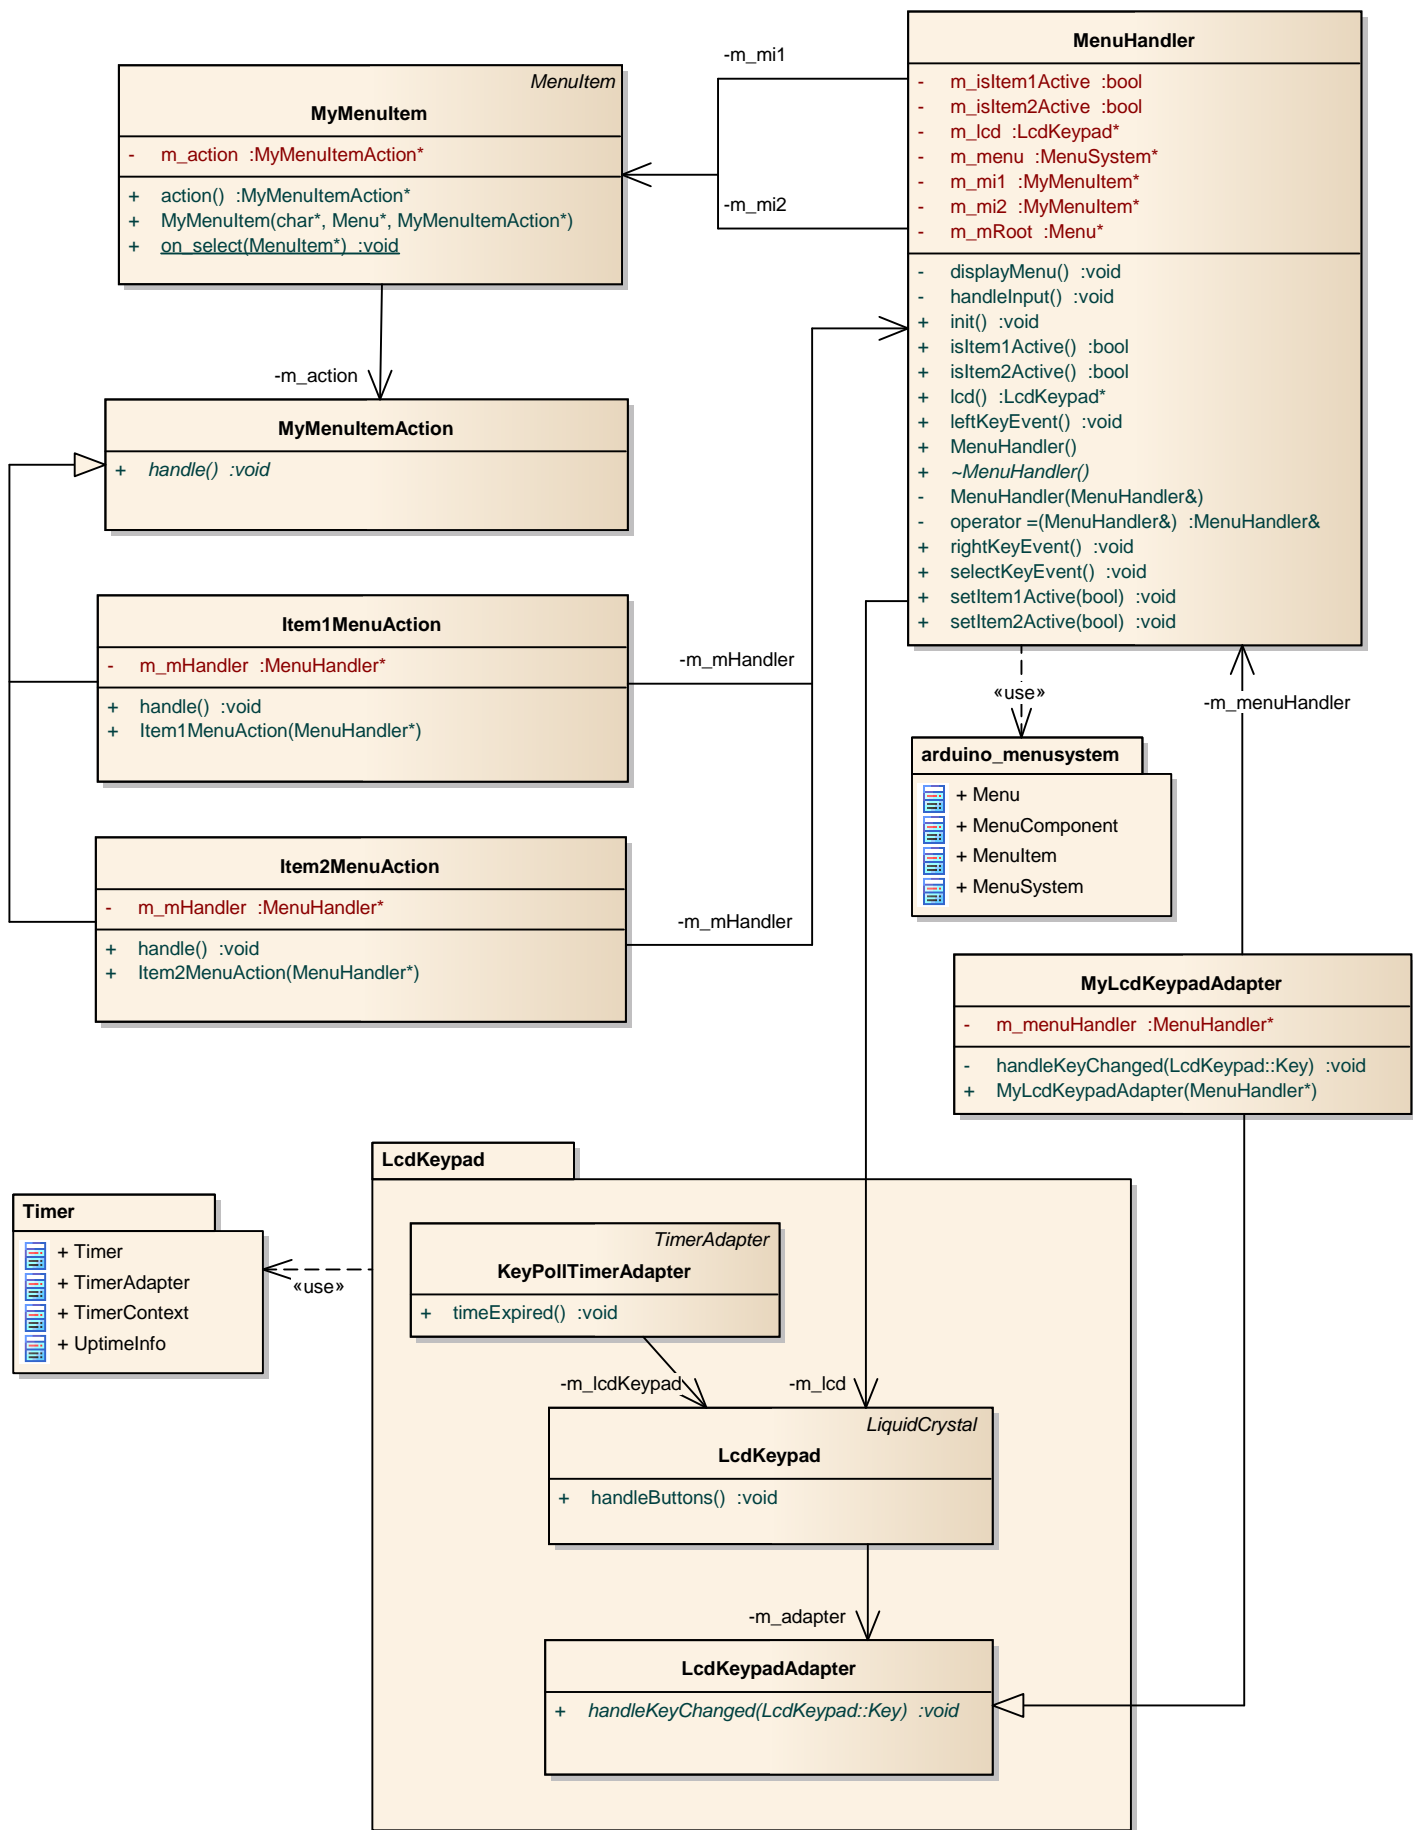 MenuHandler
- m_isItem1Active :bool
- m_isItem2Active :bool
- m_lcd :LcdKeypad*
- m_menu :MenuSystem*
- m_mi1 :MyMenuItem*
- m_mi2 :MyMenuItem*
- m_mRoot :Menu*
- displayMenu() :void
- handleInput() :void
+ init() :void
+ isItem1Active() :bool
+ isItem2Active() :bool
+ lcd() :LcdKeypad*
+ leftKeyEvent() :void
+ MenuHandler()
+ ~MenuHandler()
- MenuHandler(MenuHandler&)
- operator =(MenuHandler&) :MenuHandler&
+ rightKeyEvent() :void
+ selectKeyEvent() :void
+ setItem1Active(bool) :void
+ setItem2Active(bool) :void
-m_mi1
-m_mi2
MenuItem
MyMenuItem
- m_action :MyMenuItemAction*
+ action() :MyMenuItemAction*
+ MyMenuItem(char*, Menu*, MyMenuItemAction*)
+ on_select(MenuItem*) :void
-m_action
MyMenuItemAction
+ handle() :void
Item1MenuAction
- m_mHandler :MenuHandler*
+ handle() :void
+ Item1MenuAction(MenuHandler*)
-m_mHandler
Item2MenuAction
- m_mHandler :MenuHandler*
+ handle() :void
+ Item2MenuAction(MenuHandler*)
-m_mHandler
«use»
-m_menuHandler
arduino_menusystem
+ Menu
+ MenuComponent
+ MenuItem
+ MenuSystem
MyLcdKeypadAdapter
- m_menuHandler :MenuHandler*
- handleKeyChanged(LcdKeypad::Key) :void
+ MyLcdKeypadAdapter(MenuHandler*)
LcdKeypad
Timer
+ Timer
+ TimerAdapter
+ TimerContext
+ UptimeInfo
«use»
TimerAdapter
KeyPollTimerAdapter
+ timeExpired() :void
-m_lcdKeypad
-m_lcd
LiquidCrystal
LcdKeypad
+ handleButtons() :void
-m_adapter
LcdKeypadAdapter
+ handleKeyChanged(LcdKeypad::Key) :void